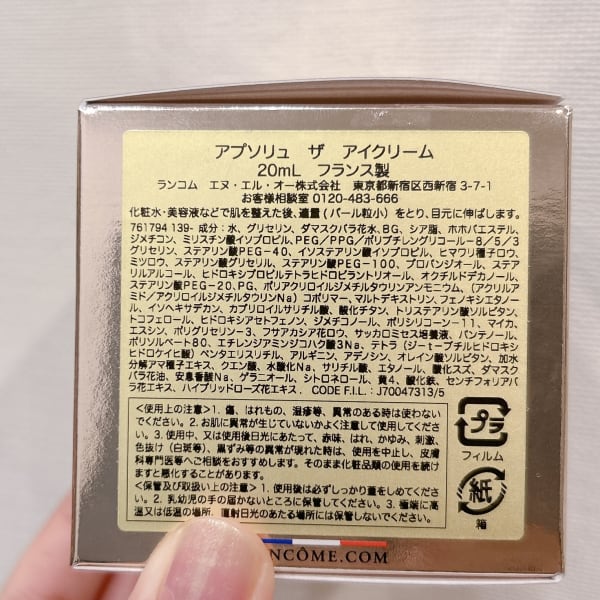 アプソリュ ザ アイクリーム
20mL フランス製
ランコム エヌ・エル・オー株式会社 東京都新宿区西新宿 3-7-1
お客様相談室 0120-483-666
化粧水・美容液などで肌を整えた後、適量 (パール粒小) をとり、目元に伸ばします。
761794 139- 成分：水、グリセリン、ダマスクバラ花水、BG、シア脂、ホホバエステル、
ジメチコン、ミリスチン酸イソプロピル、PEG/PPG/ポリブチレングリコール-8/5/3
グリセリン、ステアリン酸PEG-40、イソステアリン酸イソプロピル、ヒマワリ種子ロウ、
ミツロウ、ステアリン酸グリセリル、ステアリン酸PEG-100、プロパンジオール、ステア
リルアルコール、ヒドロキシプロピルテトラヒドロピラントリオール、オクチルドデカノール、
ステアリン酸PEG-20、PG、ポリアクリロイルジメチルタウリンアンモニウム、（アクリルア
ミド/アクリロイルジメチルタウリンNa）コポリマー、マルトデキストリン、フェノキシエタノー
ル、イソヘキサデカン、カプリロイルサリチル酸、酸化チタン、トリステアリン酸ソルビタン、
トコフェロール、ヒドロキシアセトフェノン、ジメチコノール、ポリシリコーン-11、マイカ、
エスシン、ポリグリセリン-3、フサアカシア花ロウ、サッカロミセス培養液、パンテノール、
ポリソルベート80、エチレンジアミンジコハク酸3Na、テトラ（ジ-t-ブチルヒドロキシヒ
ドロケイヒ酸）ペンタエリスリチル、アルギニン、アデノシン、オレイン酸ソルビタン、加水
分解アマ種子エキス、クエン酸、水酸化Na、サリチル酸、エタノール、酸化スズ、ダマスク
バラ花油、安息香酸Na、ゲラニオール、シトロネロール、黄4、酸化鉄、センチフォリアバ
ラ花エキス、ハイブリッドローズ花エキス . CODE F.I.L. : J70047313/5
＜使用上の注意＞1. 傷、はれもの、湿疹等、異常のある時は使わない
でください。2. お肌に異常が生じていないかよく注意して使用してくださ
い。3. 使用中、又は使用後日光にあたって、赤味、はれ、かゆみ、刺激、
色抜け（白斑等）、黒ずみ等の異常が現れた時は、使用を中止し、皮膚
科専門医等へご相談をおすすめします。そのまま化粧品類の使用を続け
ますと悪化することがあります。
＜保管及び取扱い上の注意＞1. 使用後は必ずしっかり蓋をしめてくださ
い。2. 乳幼児の手の届かないところに保管してください。3. 極端に高
温又は低温の場所、直射日光のあたる場所には保管しないでください。
プラ
フィルム
紙
箱
NCÔME.COM